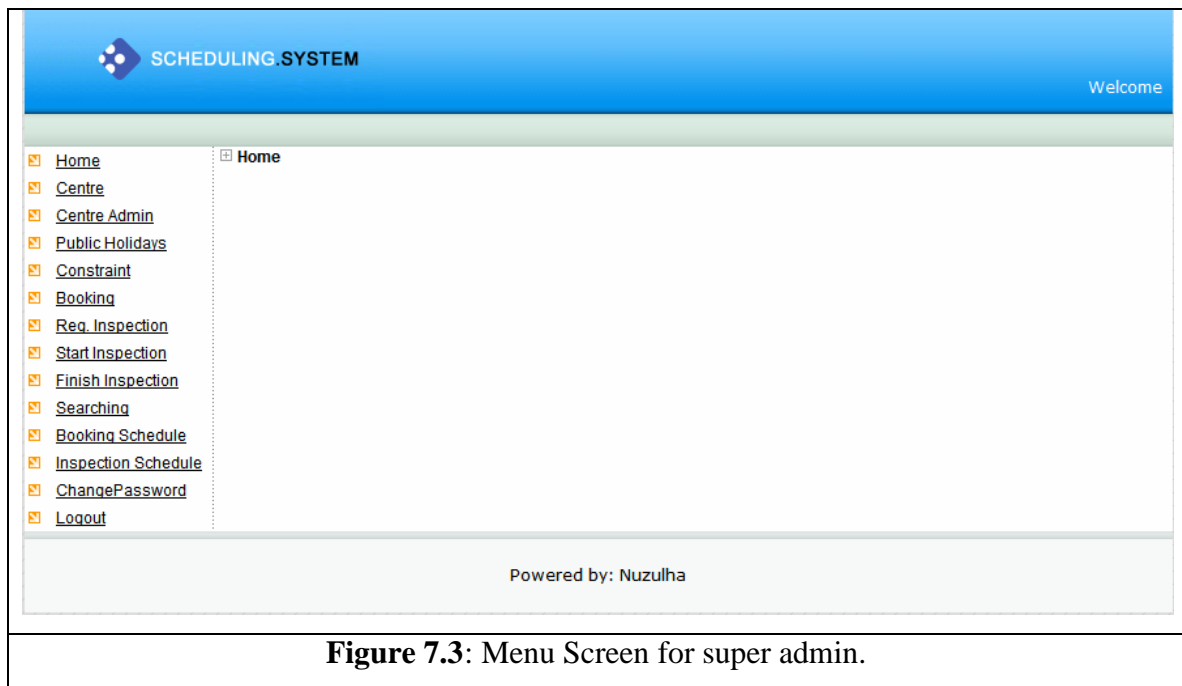 SCHEDULING.SYSTEM
Welcome
Home
Home
Centre
Centre Admin
Public Holidays
Constraint
Booking
Reg. Inspection
Start Inspection
Finish Inspection
Searching
Booking Schedule
Inspection Schedule
ChangePassword
Logout
Powered by: Nuzulha
Figure 7.3: Menu Screen for super admin.